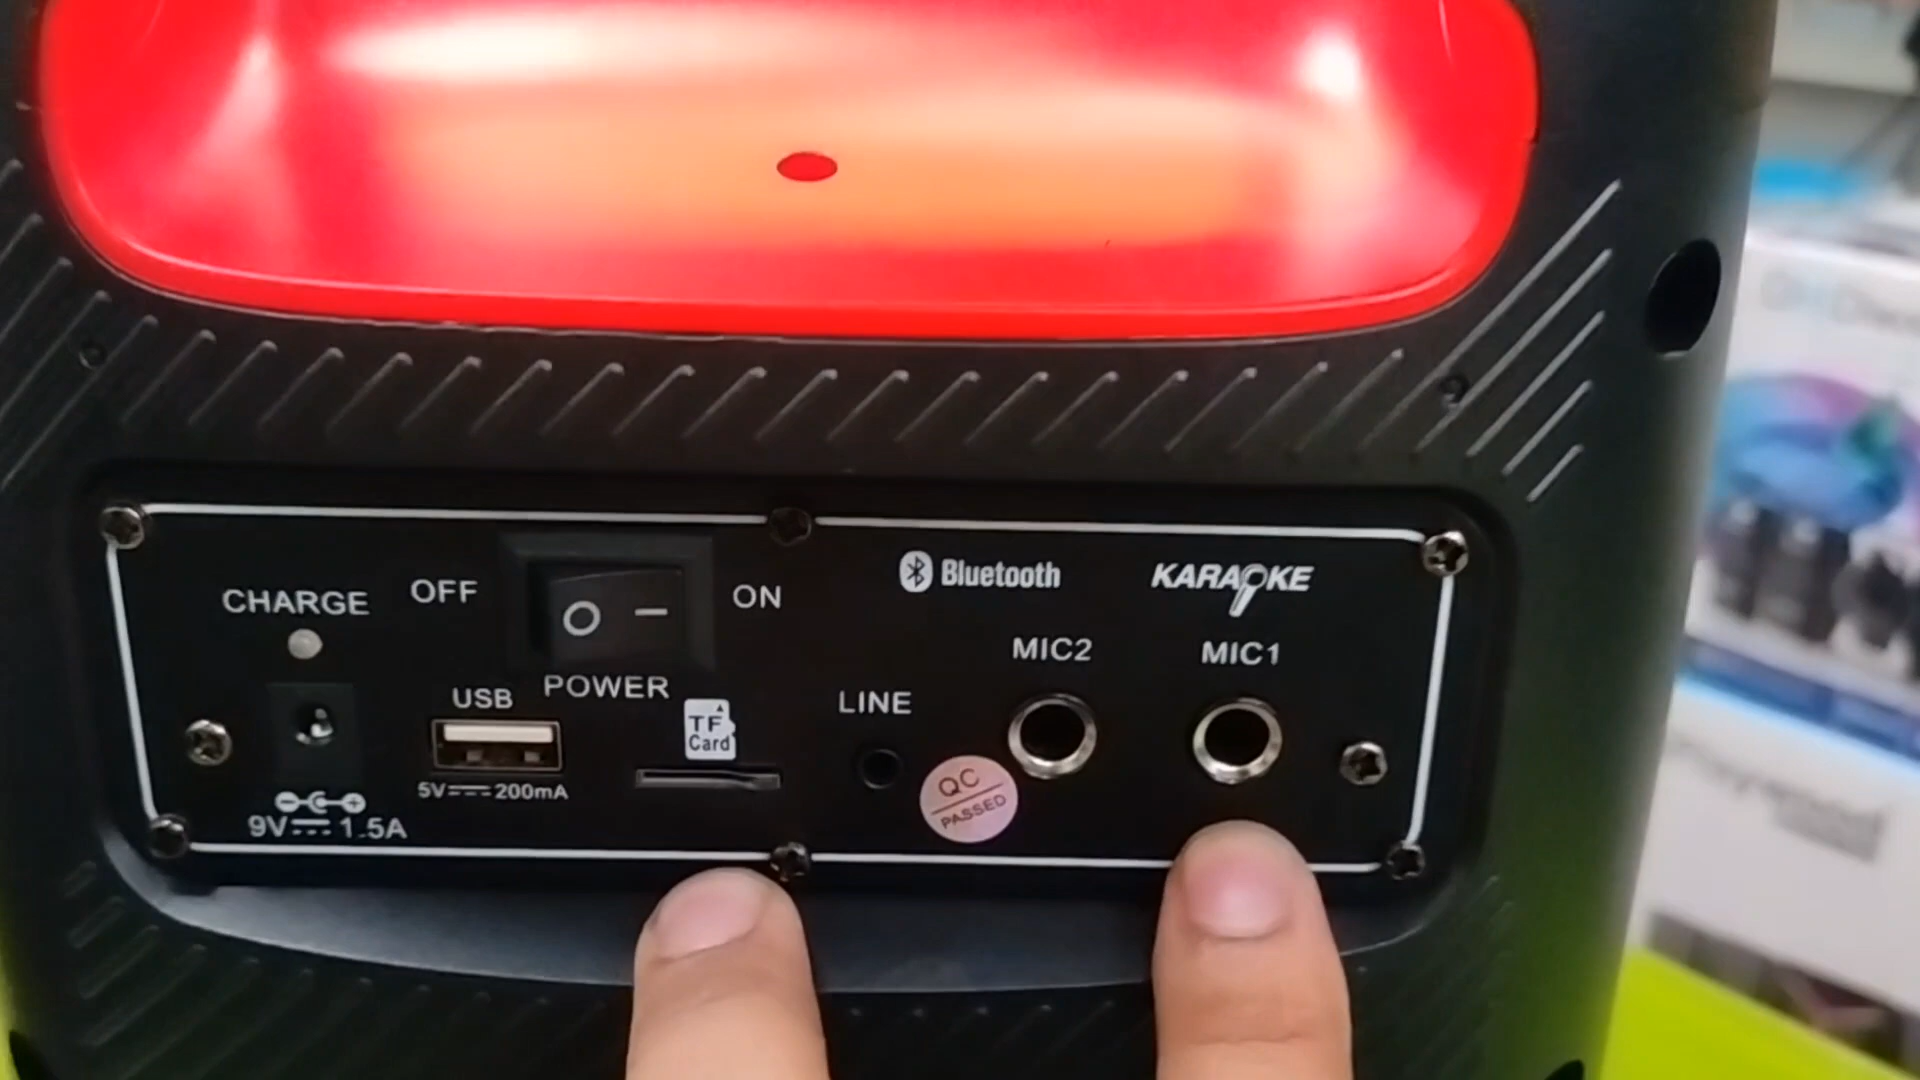 CHARGE
OFF
ON
POWER
Bluetooth
KARAOKE
MIC2
MIC1
USB
TF
Card
LINE
5V⎓200mA
9V⎓1.5A
QC
PASSED